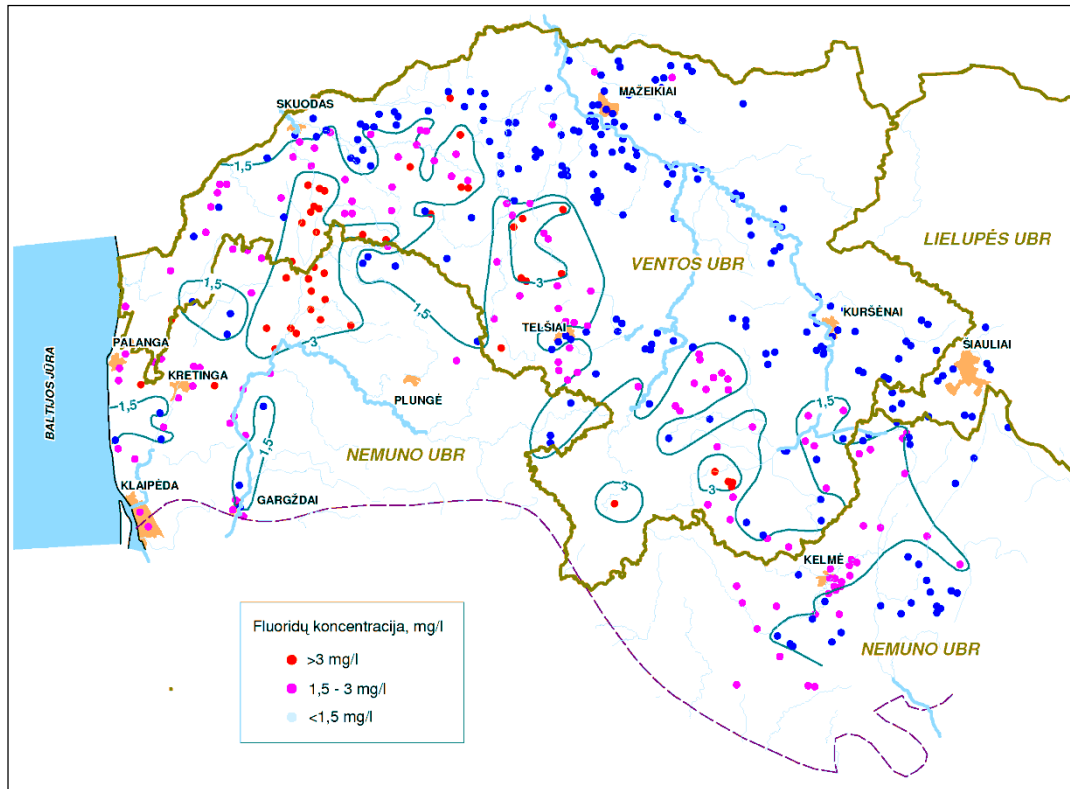 MAŽEIKIAI
SKUODAS
1,5
LIELUPĖS UBR
VENTOS UBR
1,5
1,5
3
KURŠĖNAI
TELŠIAI
PALANGA
3
ŠIAULIAI
KRETINGA
BALTIJOS JŪRA
PLUNGĖ
1,5
1,5
1,5
NEMUNO UBR
3
3
KLAIPĖDA
GARGŽDAI
KELMĖ
NEMUNO UBR
Fluoridų koncentracija, mg/l
>3 mg/l
1,5 - 3 mg/l
<1,5 mg/l